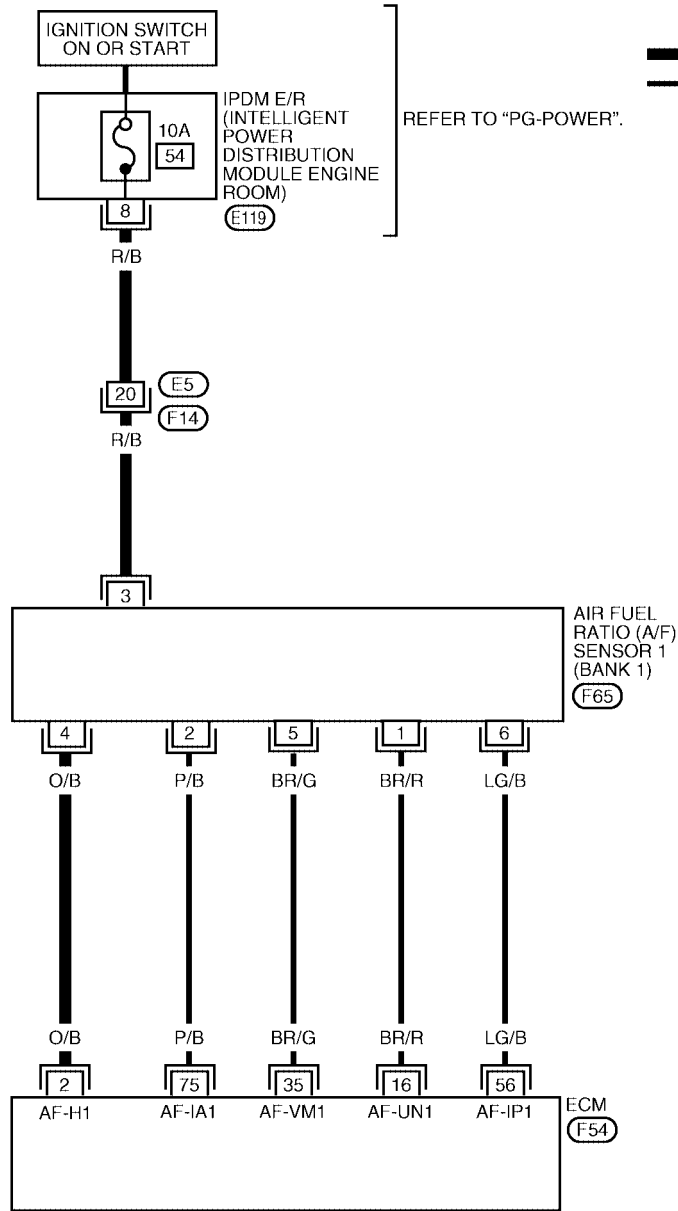 IGNITION SWITCH
ON OR START
IPDM E/R
(INTELLIGENT
POWER
DISTRIBUTION
MODULE ENGINE
ROOM)
E119
10A
54
8
REFER TO “PG-POWER”.
R/B
20
E5
F14
R/B
3
AIR FUEL
RATIO (A/F)
SENSOR 1
(BANK 1)
F65
4 2 5 1 6
O/B P/B BR/G BR/R LG/B
O/B P/B BR/G BR/R LG/B
2 75 35 16 56
AF-H1 AF-IA1 AF-VM1 AF-UN1 AF-IP1
ECM
F54